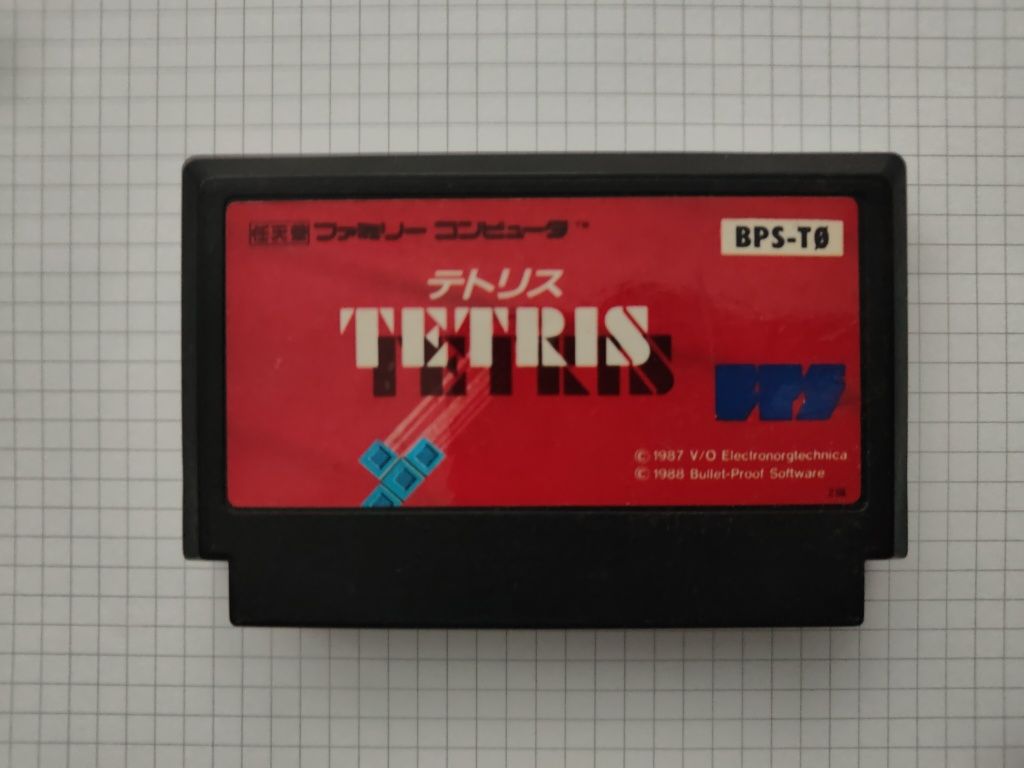 任天堂 ファミリー コンピュータ™
BPS-TØ
テトリス
TETRIS
BPS
© 1987 V/O Electronorgtechnica
© 1988 Bullet-Proof Software